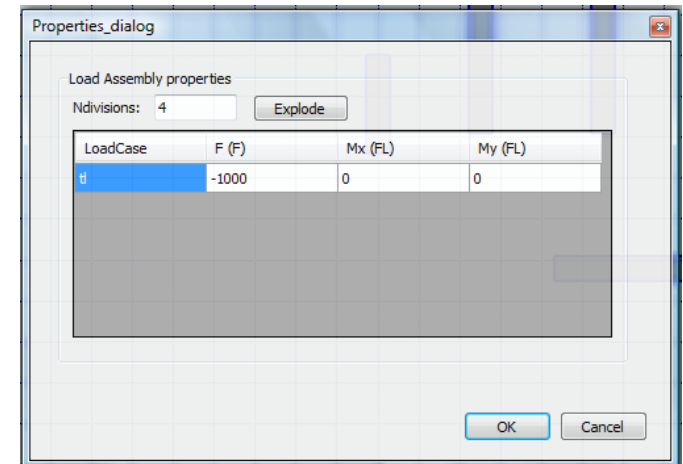 Properties_dialog
Load Assembly properties
Ndivisions: 4 Explode
LoadCase F (F) Mx (FL) My (FL)
tl -1000 0 0
OK Cancel